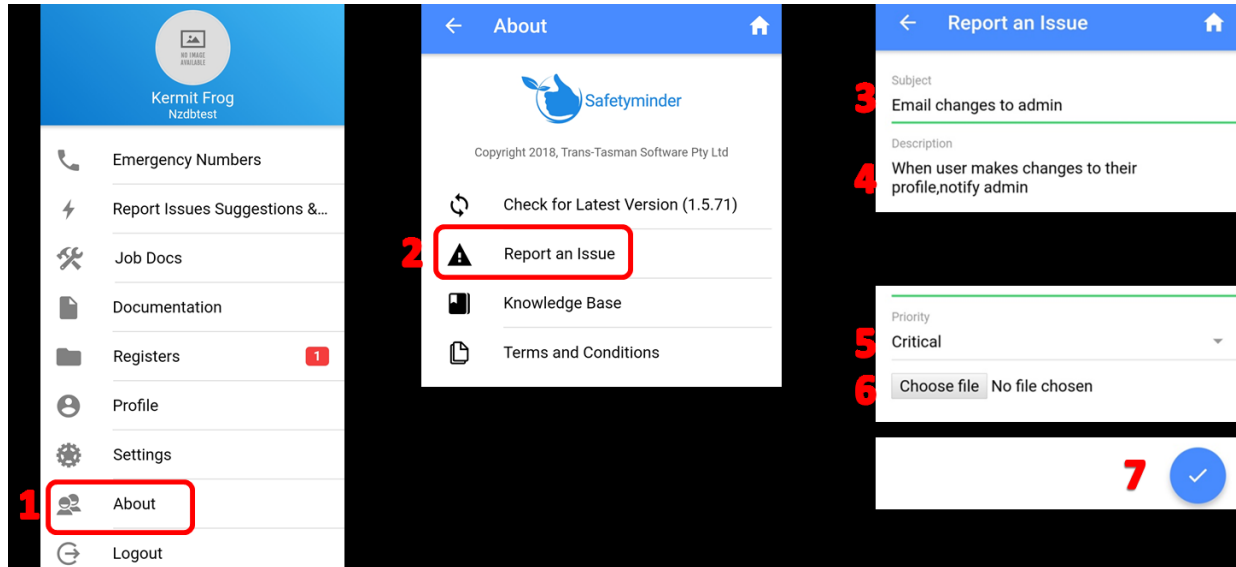 NO IMAGE
AVAILABLE
Kermit Frog
Nzdbtest
Emergency Numbers
Report Issues Suggestions &...
Job Docs
Documentation
Registers 1
Profile
Settings
1 About
Logout
About
Safetyminder
Copyright 2018, Trans-Tasman Software Pty Ltd
Check for Latest Version (1.5.71)
2 Report an Issue
Knowledge Base
Terms and Conditions
Report an Issue
Subject
3 Email changes to admin
Description
4 When user makes changes to their
profile,notify admin
Priority
5 Critical
6 Choose file No file chosen
7